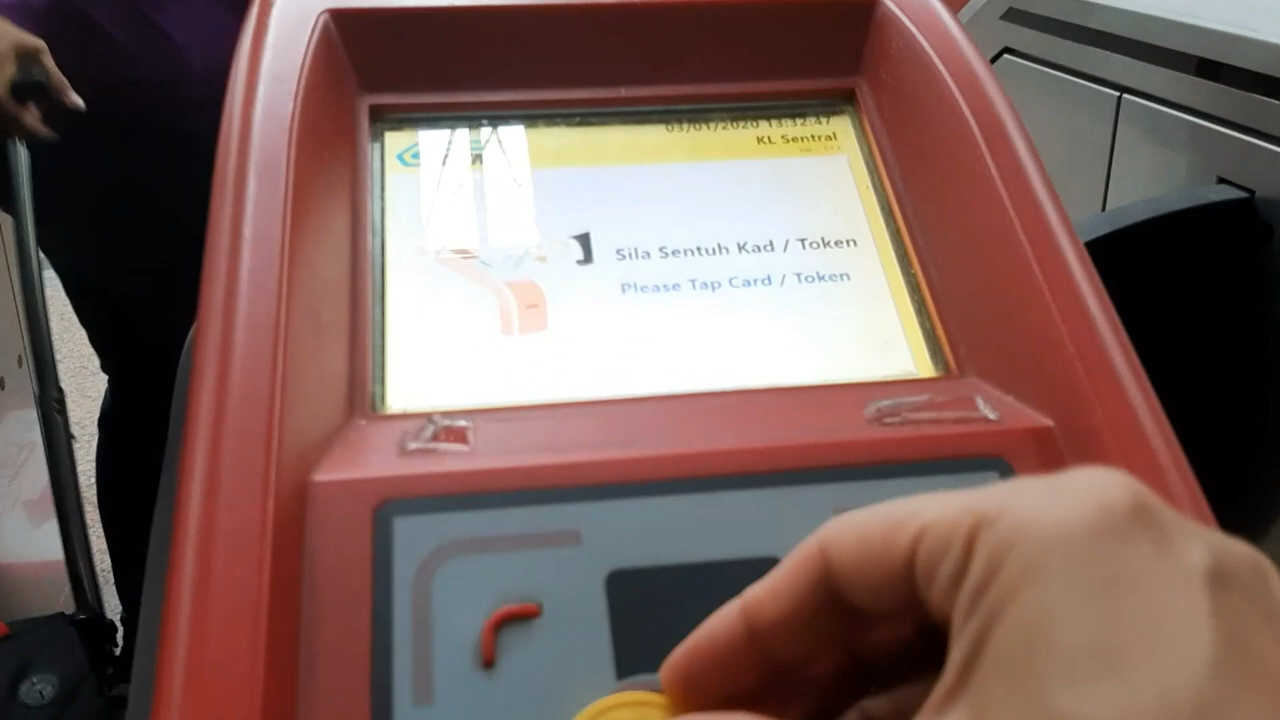 03/01/2020 13:32:47
KL Sentral
Sila Sentuh Kad / Token
Please Tap Card / Token